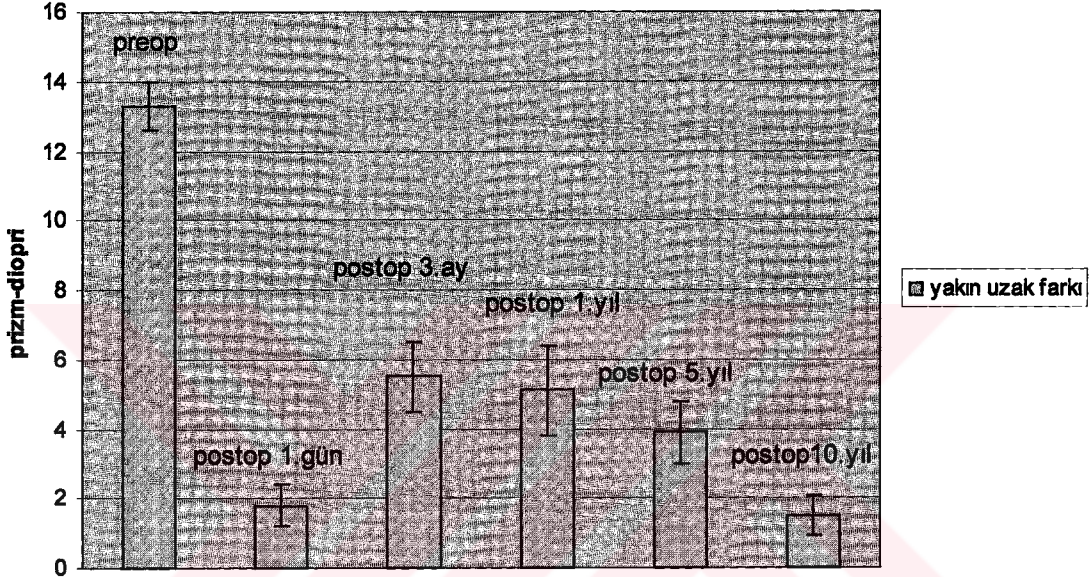 16
preop
14
12
10
prizm-diopri
postop 3.ay
8
yakın uzak farkı
postop 1.yıl
6
postop 5.yıl
4
postop 1.gün
postop10.yıl
2
0